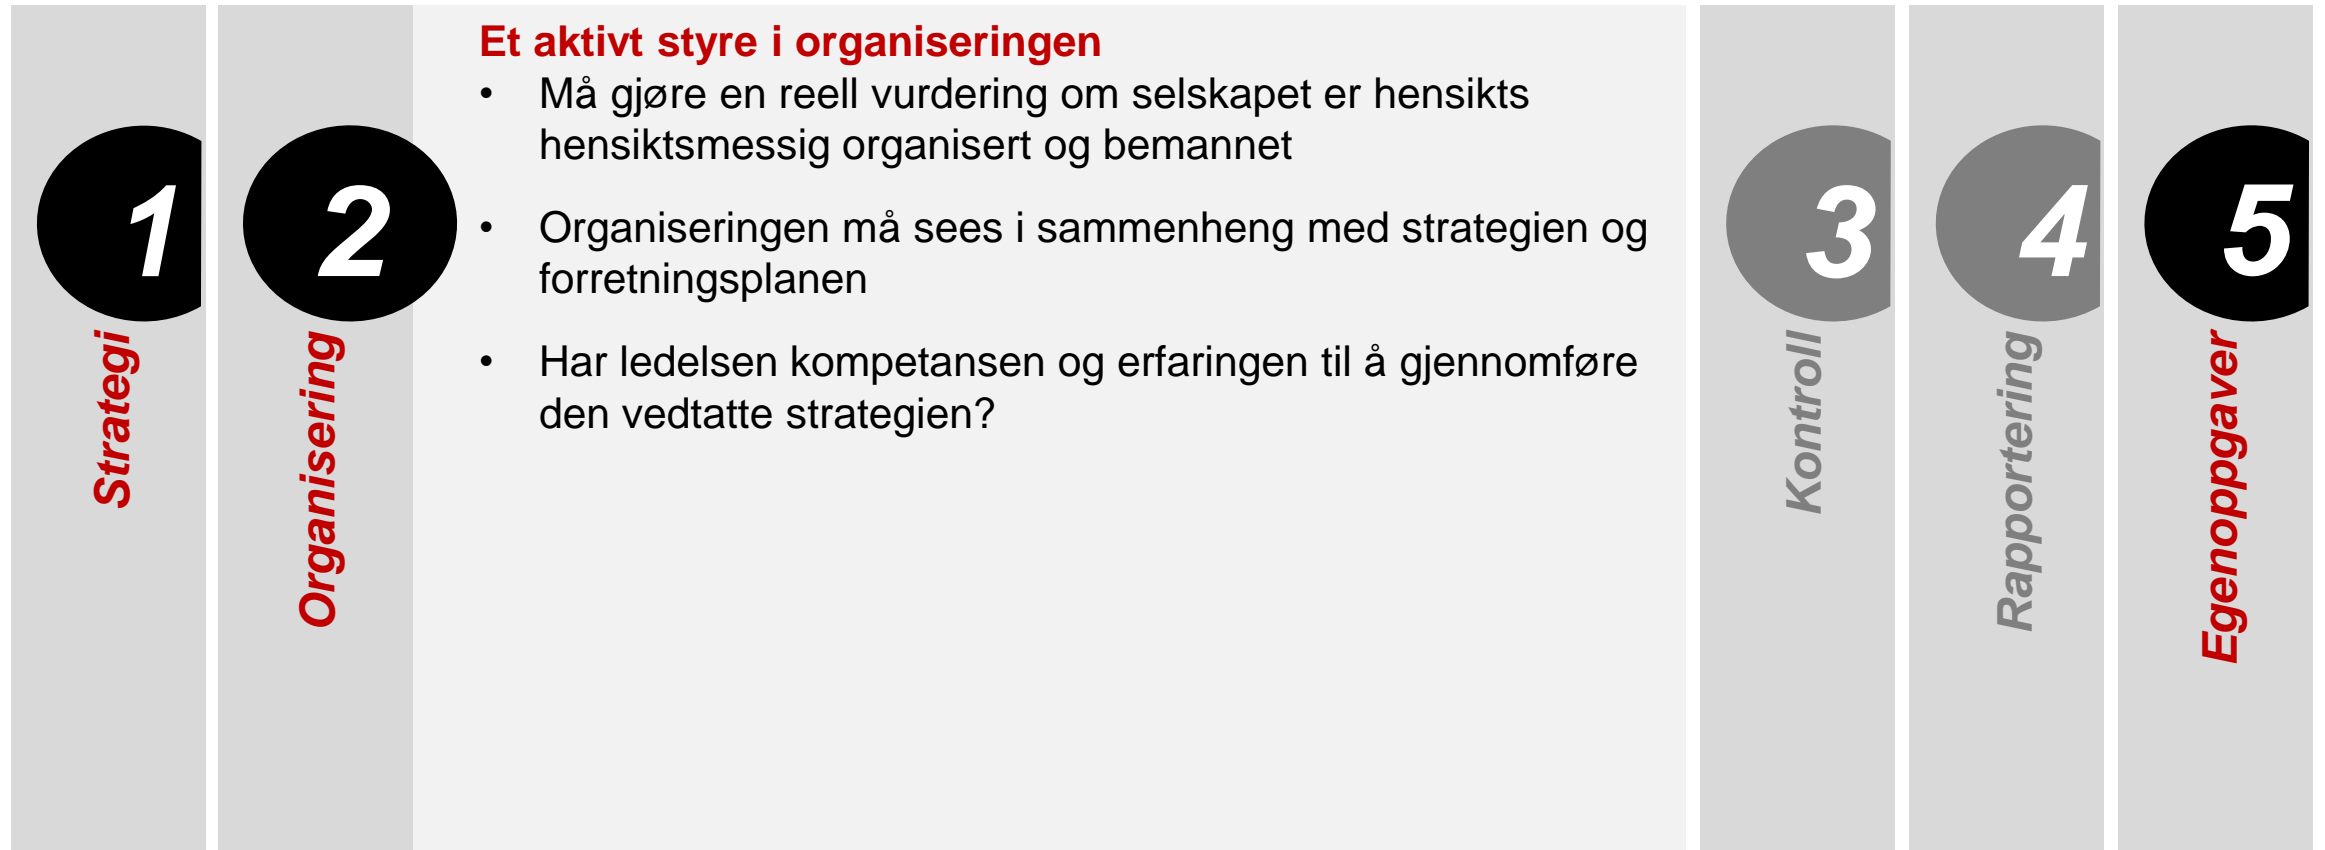 1
Strategi
2
Organisering
Et aktivt styre i organiseringen
• Må gjøre en reell vurdering om selskapet er hensikts
hensiktsmessig organisert og bemannet
• Organiseringen må sees i sammenheng med strategien og
forretningsplanen
• Har ledelsen kompetansen og erfaringen til å gjennomføre
den vedtatte strategien?
3
Kontroll
4
Rapportering
5
Egenoppgaver